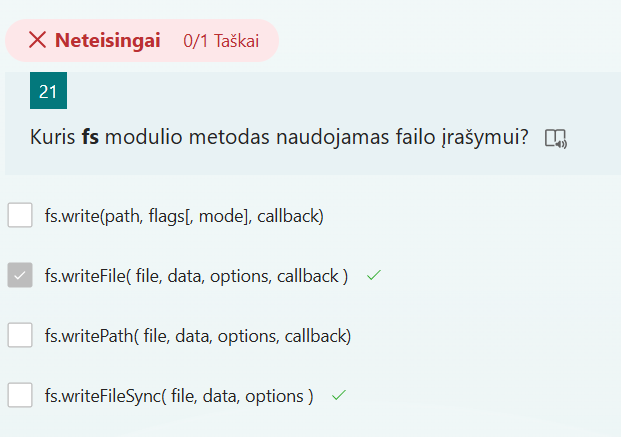 Neteisingai 0/1 Taškai
21
Kuris fs modulio metodas naudojamas failo įrašymui?
fs.write(path, flags[, mode], callback)
fs.writeFile( file, data, options, callback )
fs.writePath( file, data, options, callback)
fs.writeFileSync( file, data, options )